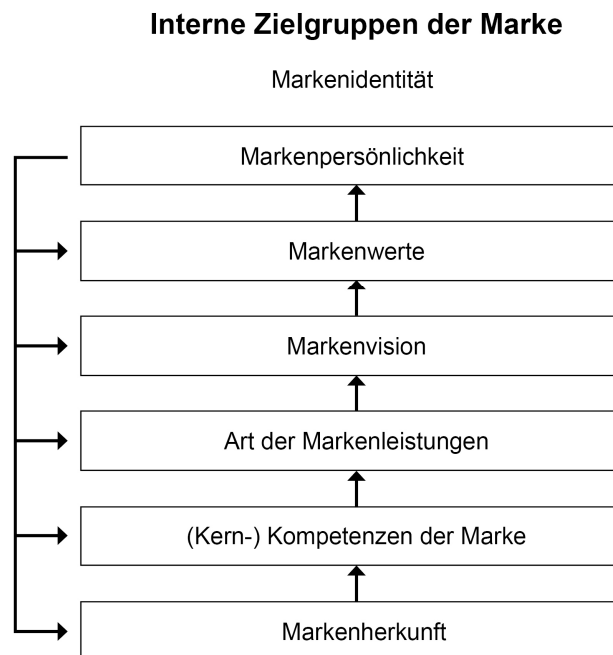 Interne Zielgruppen der Marke
Markenidentität
Markenpersönlichkeit
Markenwerte
Markenvision
Art der Markenleistungen
(Kern-) Kompetenzen der Marke
Markenherkunft